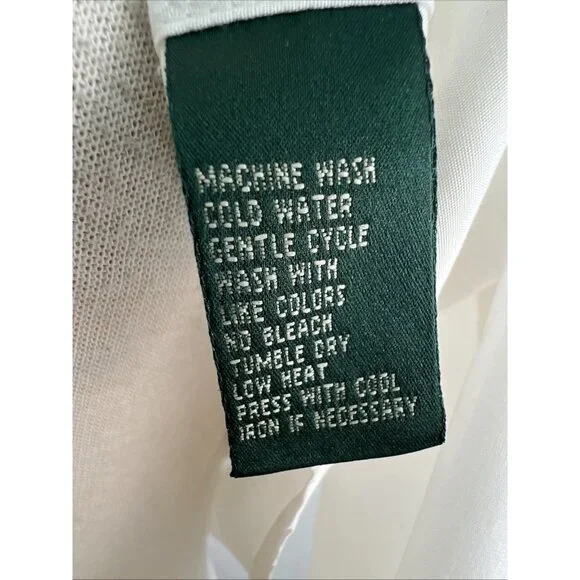 MACHINE WASH
COLD WATER
GENTLE CYCLE
WASH WITH
LIKE COLORS
NO BLEACH
TUMBLE DRY
LOW HEAT
PRESS WITH COOL
IRON IF NECESSARY